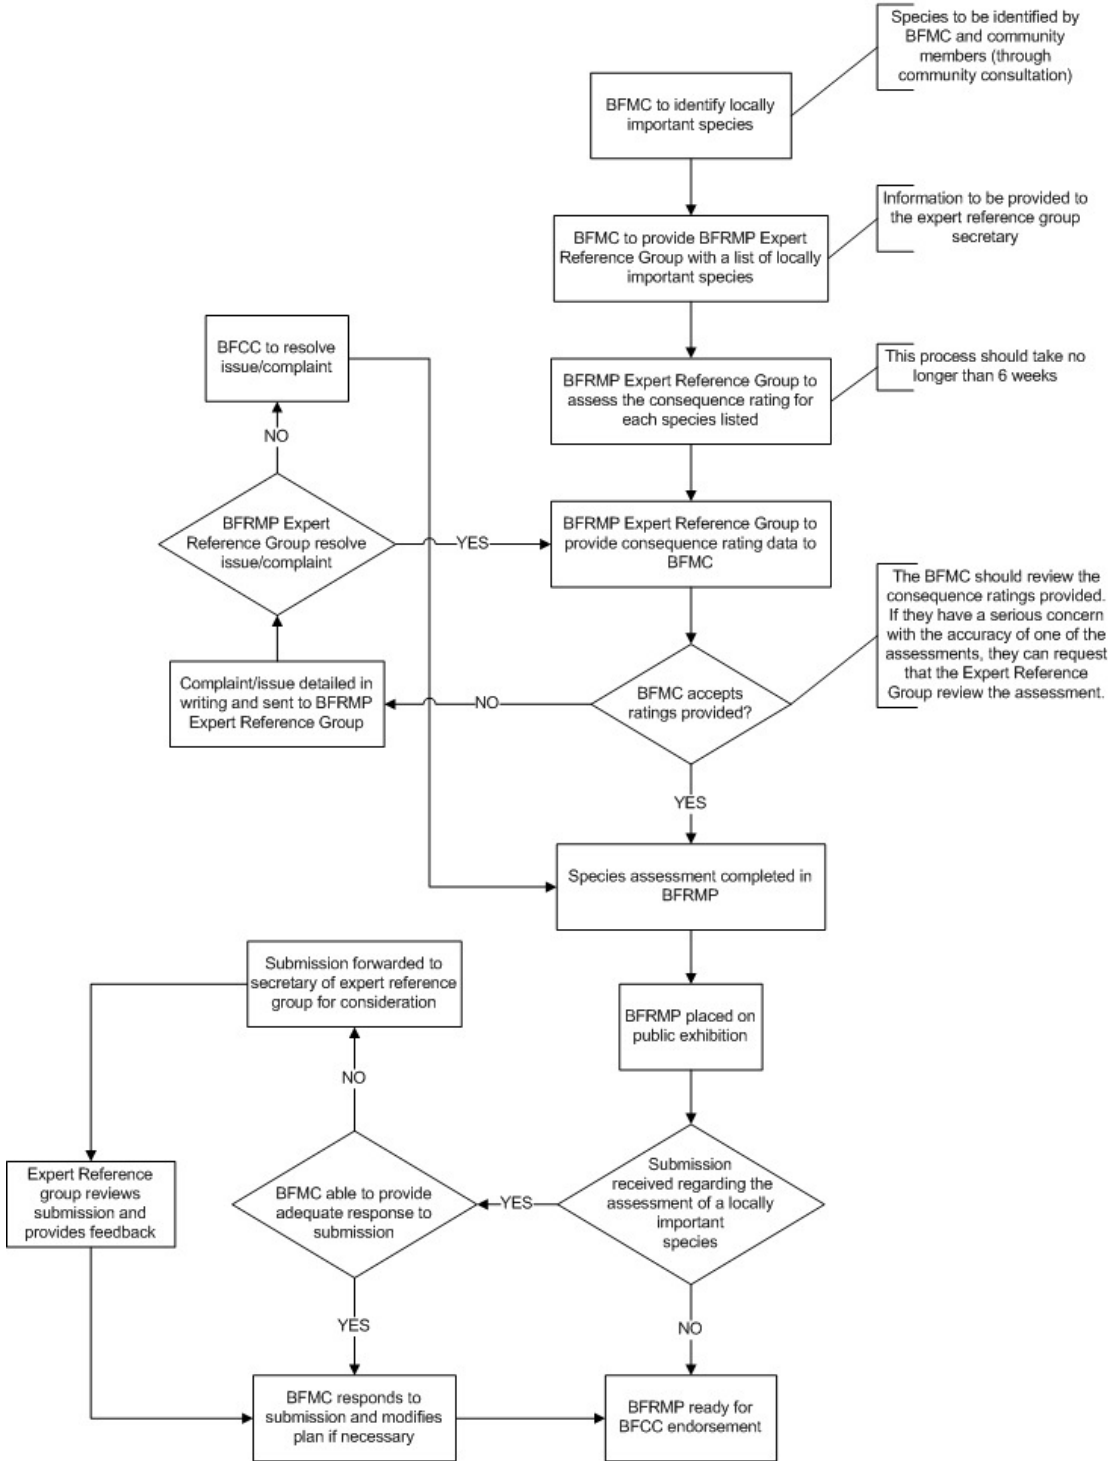 Species to be identified by
BFMC and community
members (through
community consultation)
BFMC to identify locally
important species
Information to be provided to
the expert reference group
secretary
BFMC to provide BFRMP Expert
Reference Group with a list of locally
important species
BFCC to resolve
issue/complaint
This process should take no
longer than 6 weeks
BFRMP Expert Reference Group to
assess the consequence rating for
each species listed
NO
BFRMP Expert
Reference Group resolve
issue/complaint
YES
BFRMP Expert Reference Group to
provide consequence rating data to
BFMC
The BFMC should review the
consequence ratings provided.
If they have a serious concern
with the accuracy of one of the
assessments, they can request
that the Expert Reference
Group review the assessment.
Complaint/issue detailed in
writing and sent to BFRMP
Expert Reference Group
NO
BFMC accepts
ratings provided?
YES
Species assessment completed in
BFRMP
Submission forwarded to
secretary of expert reference
group for consideration
BFRMP placed on
public exhibition
NO
Expert Reference
group reviews
submission and
provides feedback
BFMC able to provide
adequate response to
submission
YES
Submission
received regarding the
assessment of a locally
important
species
YES
NO
BFMC responds to
submission and modifies
plan if necessary
BFRMP ready for
BFCC endorsement